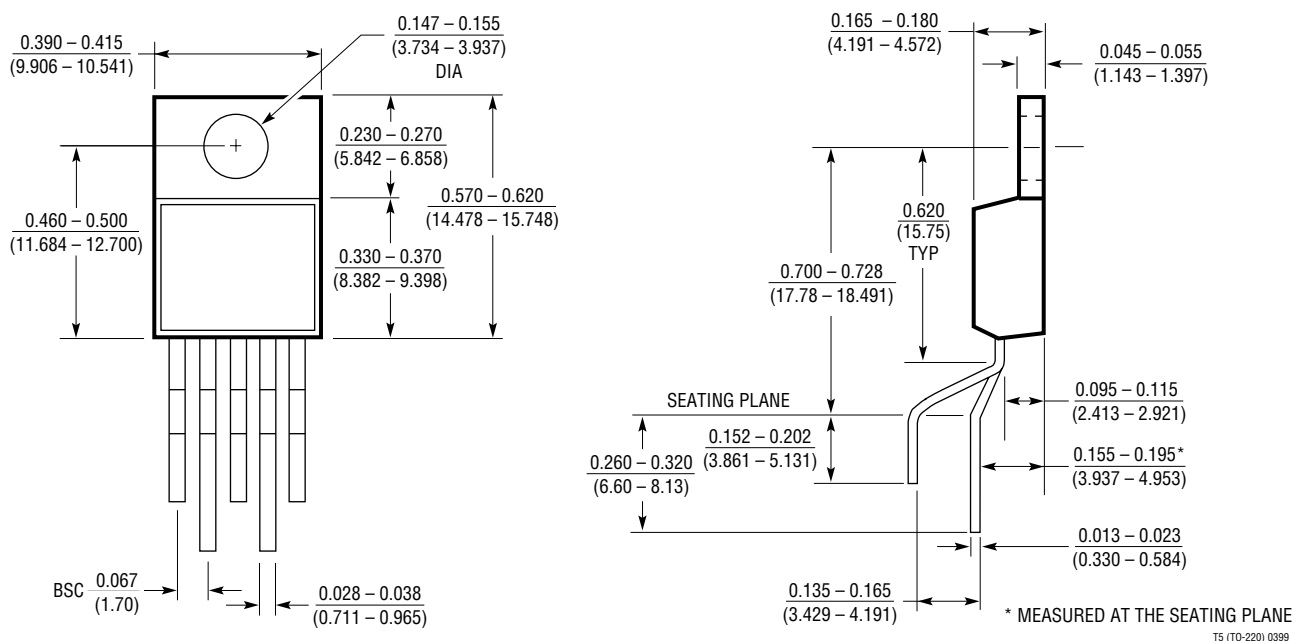 0.390 – 0.415
(9.906 – 10.541)
0.147 – 0.155
(3.734 – 3.937)
DIA
0.230 – 0.270
(5.842 – 6.858)
0.460 – 0.500
(11.684 – 12.700)
0.570 – 0.620
(14.478 – 15.748)
0.330 – 0.370
(8.382 – 9.398)
BSC
0.067
(1.70)
0.028 – 0.038
(0.711 – 0.965)
0.165 – 0.180
(4.191 – 4.572)
0.045 – 0.055
(1.143 – 1.397)
0.620
(15.75)
TYP
0.700 – 0.728
(17.78 – 18.491)
SEATING PLANE
0.152 – 0.202
(3.861 – 5.131)
0.260 – 0.320
(6.60 – 8.13)
0.095 – 0.115
(2.413 – 2.921)
0.155 – 0.195*
(3.937 – 4.953)
0.013 – 0.023
(0.330 – 0.584)
0.135 – 0.165
(3.429 – 4.191)
* MEASURED AT THE SEATING PLANE
T5 (TO-220) 0399